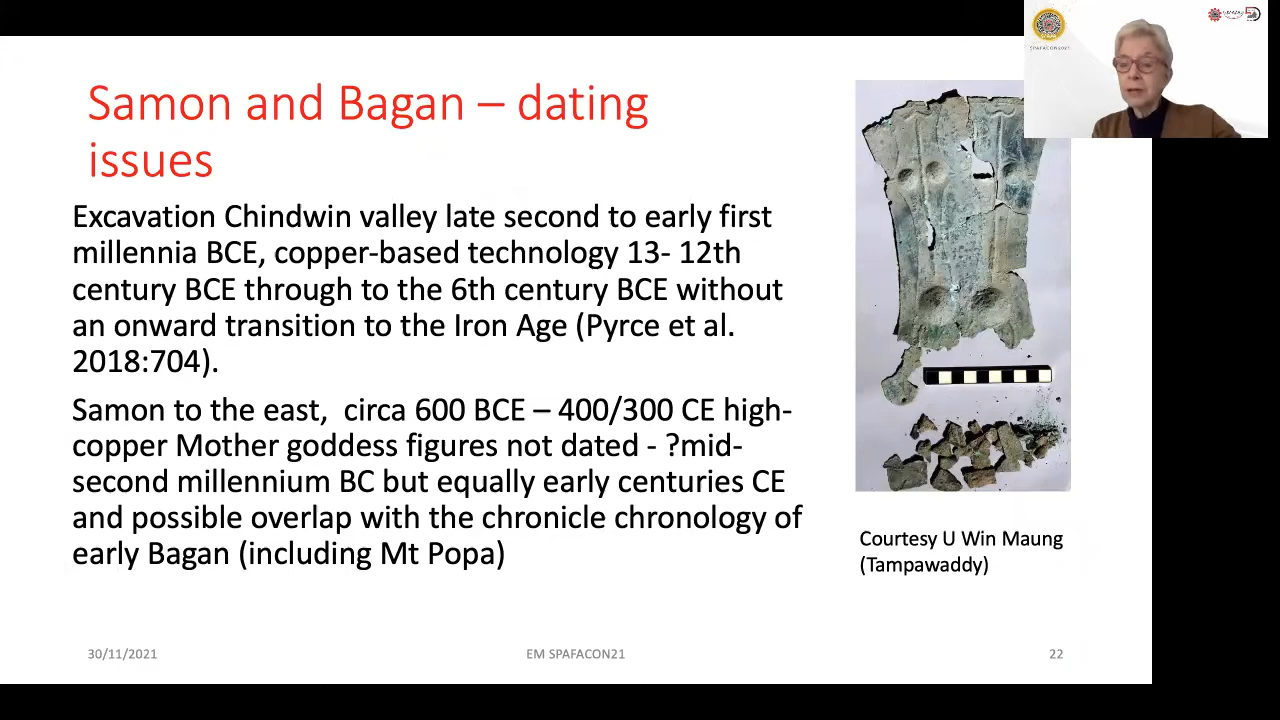 Samon and Bagan – dating
issues
Excavation Chindwin valley late second to early first
millennia BCE, copper-based technology 13- 12th
century BCE through to the 6th century BCE without
an onward transition to the Iron Age (Pyrce et al.
2018:704).
Samon to the east,  circa 600 BCE – 400/300 CE high-
copper Mother goddess figures not dated - ?mid-
second millennium BC but equally early centuries CE
and possible overlap with the chronicle chronology of
early Bagan (including Mt Popa)
Courtesy U Win Maung
(Tampawaddy)
30/11/2021
EM SPAFACON21
22
SPAFACON2021